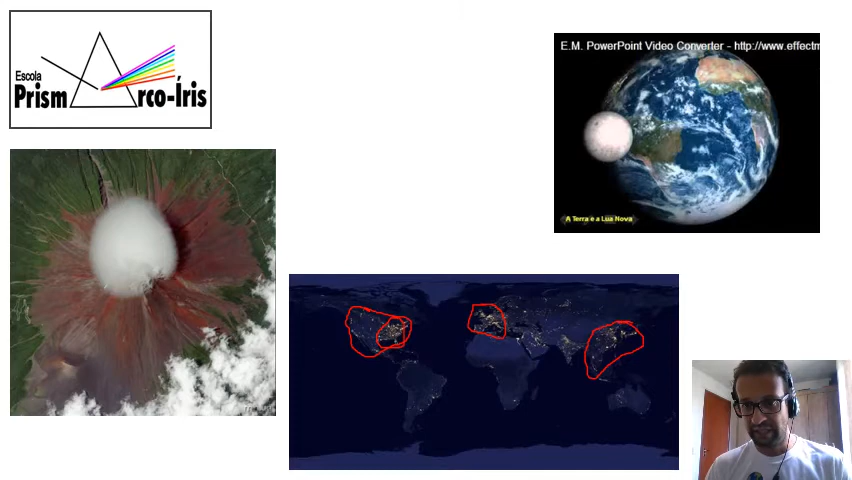 Escola
Prism rco-Íris
E.M. PowerPoint Video Converter - http://www.effectm
A Terra e a Lua Nova